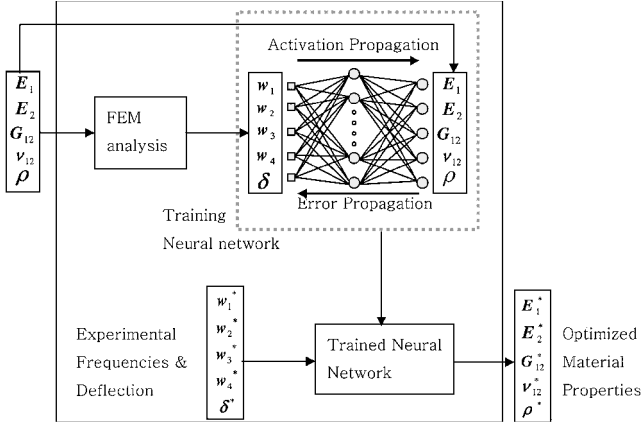 Activation Propagation
E1
E2
G12
ν12
ρ
FEM
analysis
w1
w2
w3
w4
δ
E1
E2
G12
ν12
ρ
Error Propagation
Training
Neural network
Experimental
Frequencies &
Deflection
w1*
w2*
w3*
w4*
δ*
Trained Neural
Network
E1*
E2*
G12*
ν12*
ρ*
Optimized
Material
Properties